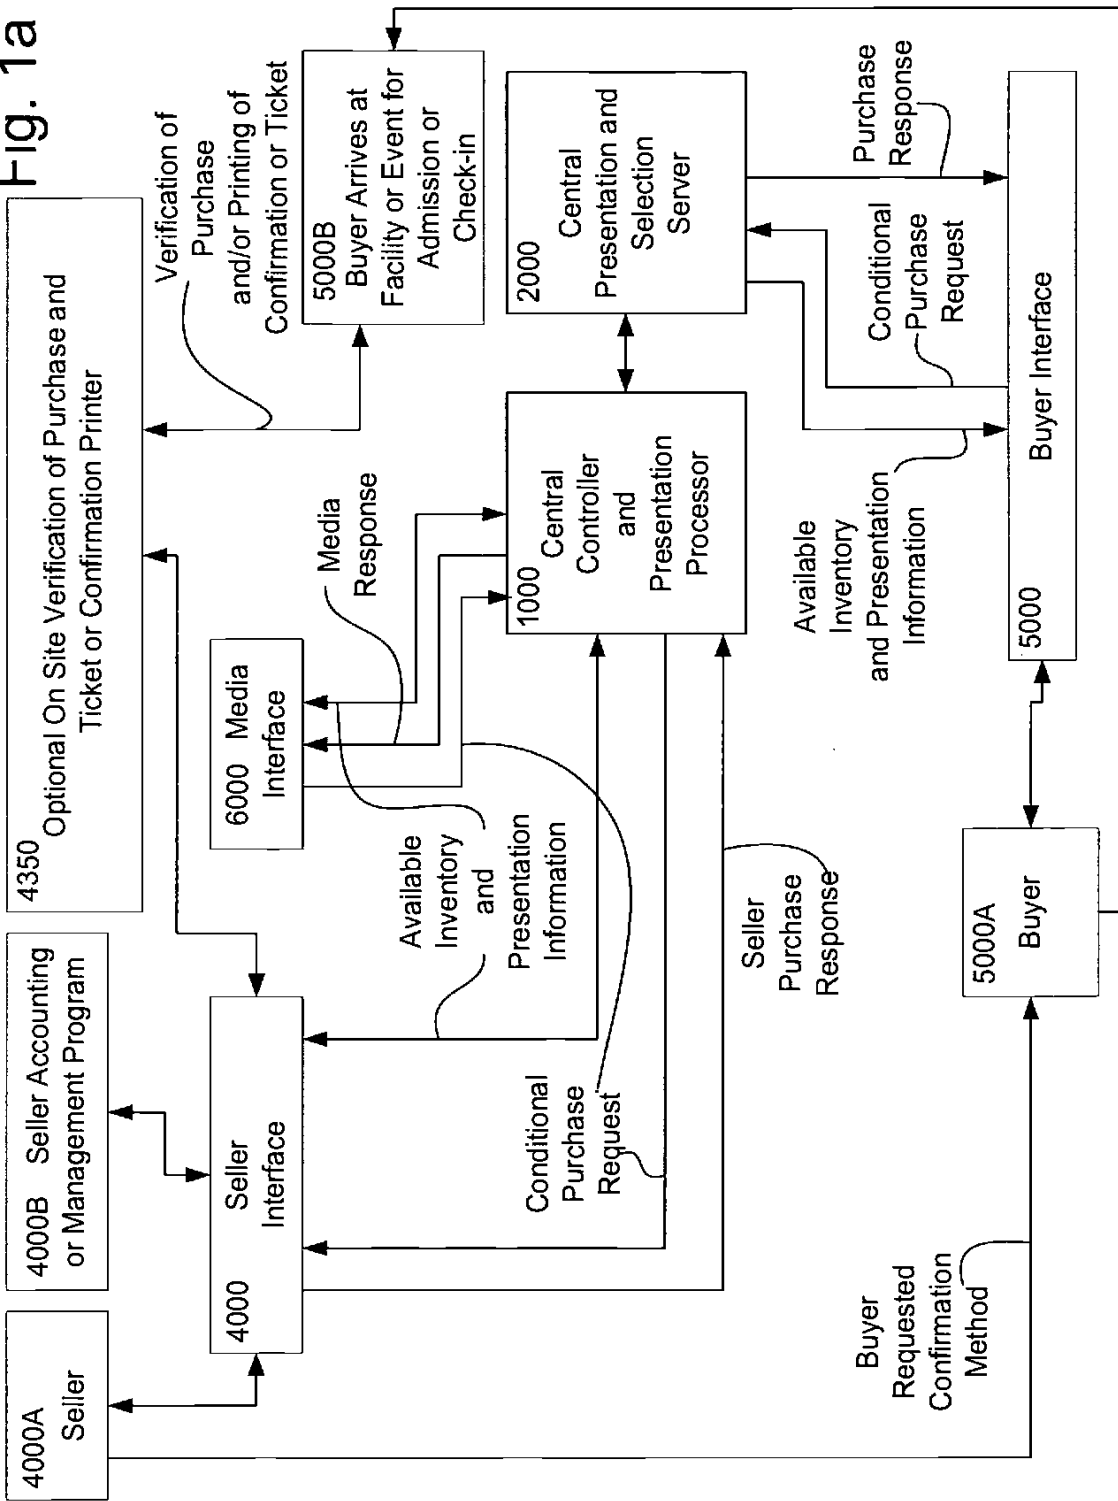 Fig. 1a
4000A
Seller
4000B Seller Accounting
or Management Program
4350
Optional On Site Verification of Purchase and
Ticket or Confirmation Printer
4000
Seller
Interface
6000 Media
Interface
Verification of
Purchase
and/or Printing of
Confirmation or Ticket
5000B
Buyer Arrives at
Facility or Event for
Admission or
Check-in
Available
Inventory
and
Presentation
Information
Media
Response
Conditional
Purchase
Request
1000
Central
Controller
and
Presentation
Processor
2000
Central
Presentation and
Selection
Server
Seller
Purchase
Response
Available
Inventory
and Presentation
Information
Conditional
Purchase
Request
Purchase
Response
Buyer
Requested
Confirmation
Method
5000A
Buyer
5000
Buyer Interface